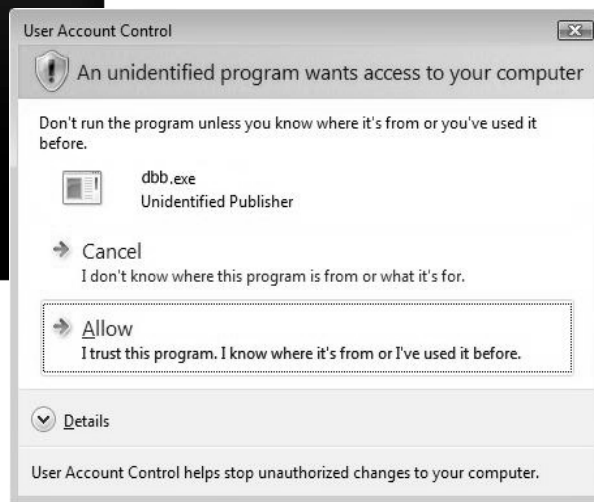 User Account Control
An unidentified program wants access to your computer
Don't run the program unless you know where it's from or you've used it
before.
dbb.exe
Unidentified Publisher
Cancel
I don't know where this program is from or what it's for.
Allow
I trust this program. I know where it's from or I've used it before.
Details
User Account Control helps stop unauthorized changes to your computer.